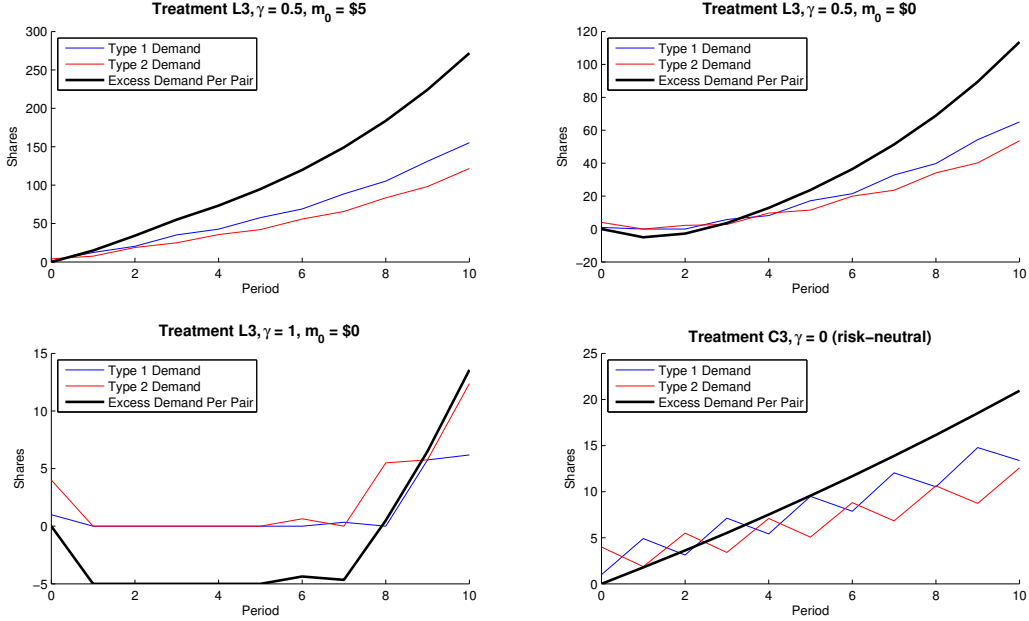 Treatment L3, γ = 0.5, m0 = $5
300
250
200
150
100
50
0
Shares
Type 1 Demand
Type 2 Demand
Excess Demand Per Pair
0 2 4 6 8 10
Period
Treatment L3, γ = 0.5, m0 = $0
120
100
80
60
40
20
0
−20
Shares
Type 1 Demand
Type 2 Demand
Excess Demand Per Pair
0 2 4 6 8 10
Period
Treatment L3, γ = 1, m0 = $0
15
10
5
0
−5
Shares
Type 1 Demand
Type 2 Demand
Excess Demand Per Pair
0 2 4 6 8 10
Period
Treatment C3, γ = 0 (risk−neutral)
25
20
15
10
5
0
Shares
Type 1 Demand
Type 2 Demand
Excess Demand Per Pair
0 2 4 6 8 10
Period